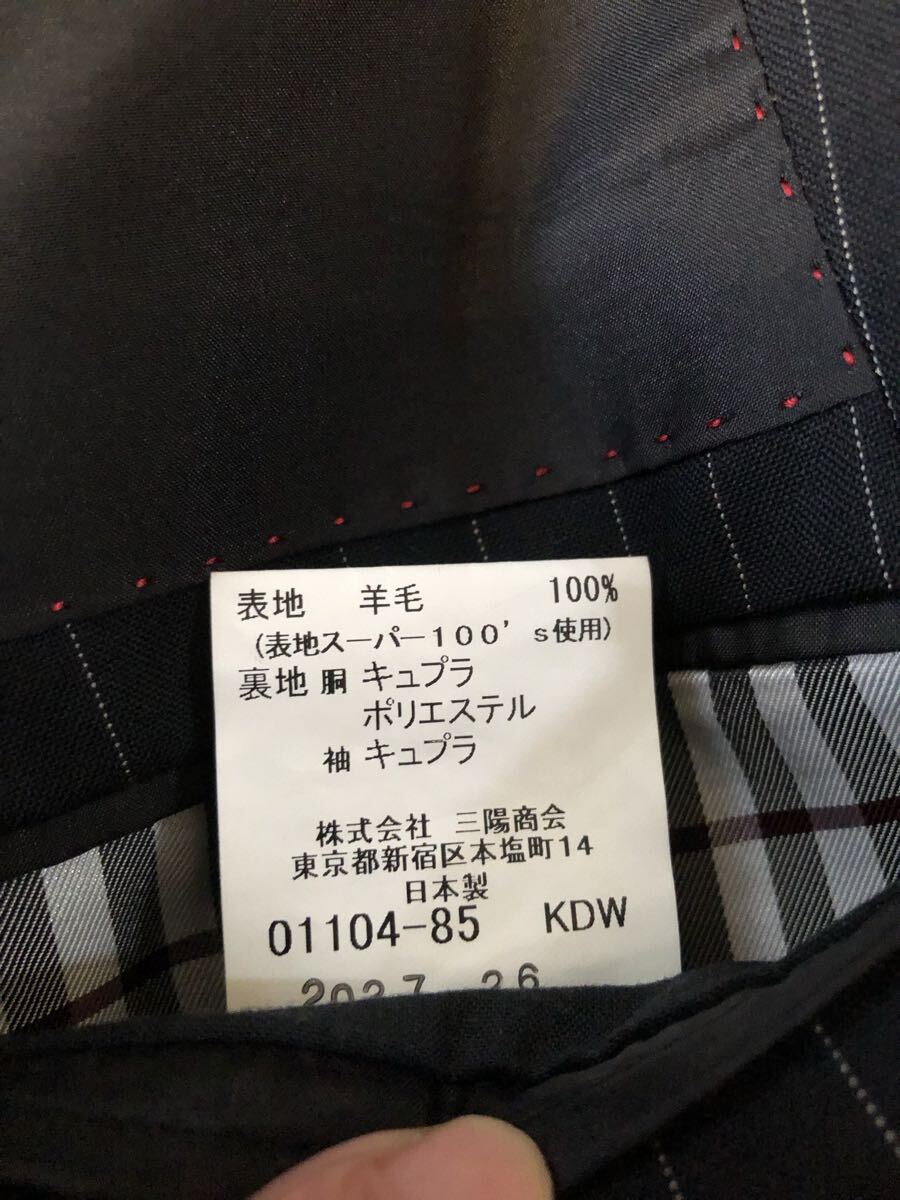 表地 羊毛 100%
(表地スーパー１００'ｓ使用)
裏地 胴 キュプラ
ポリエステル
袖 キュプラ
株式会社 三陽商会
東京都新宿区本塩町14
日本製
01104-85 KDW